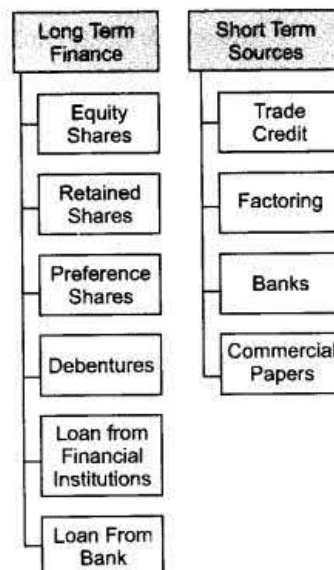 Long Term
Finance
Equity
Shares
Retained
Shares
Preference
Shares
Debentures
Loan from
Financial
Institutions
Loan From
Bank
Short Term
Sources
Trade
Credit
Factoring
Banks
Commercial
Papers